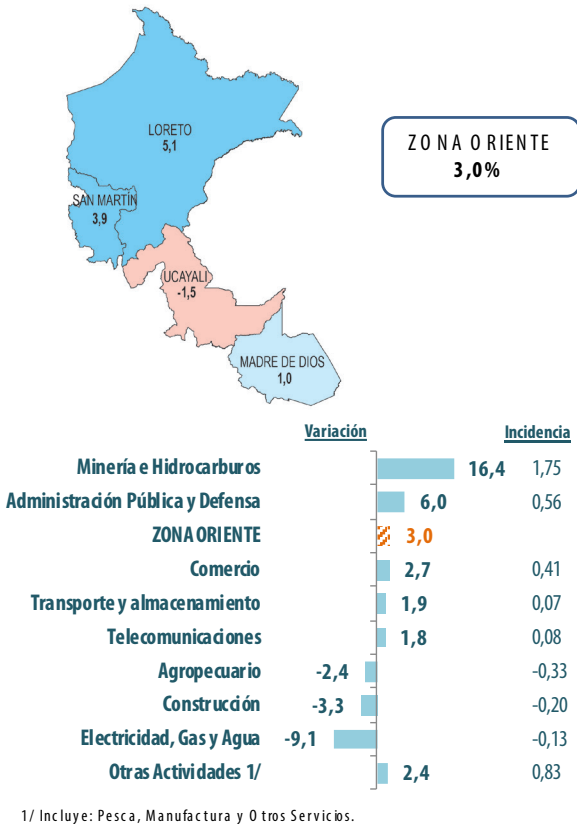 LORETO
5,1
ZONA ORIENTE
3,0%
SAN MARTÍN
3,9
UCAYALI
-1,5
MADRE DE DIOS
1,0
Variación Incidencia
Minería e Hidrocarburos 16,4 1,75
Administración Pública y Defensa 6,0 0,56
ZONA ORIENTE 3,0
Comercio 2,7 0,41
Transporte y almacenamiento 1,9 0,07
Telecomunicaciones 1,8 0,08
Agropecuario -2,4 -0,33
Construcción -3,3 -0,20
Electricidad, Gas y Agua -9,1 -0,13
Otras Actividades 1/ 2,4 0,83
1/ Incluye: Pesca, Manufactura y Otros Servicios.